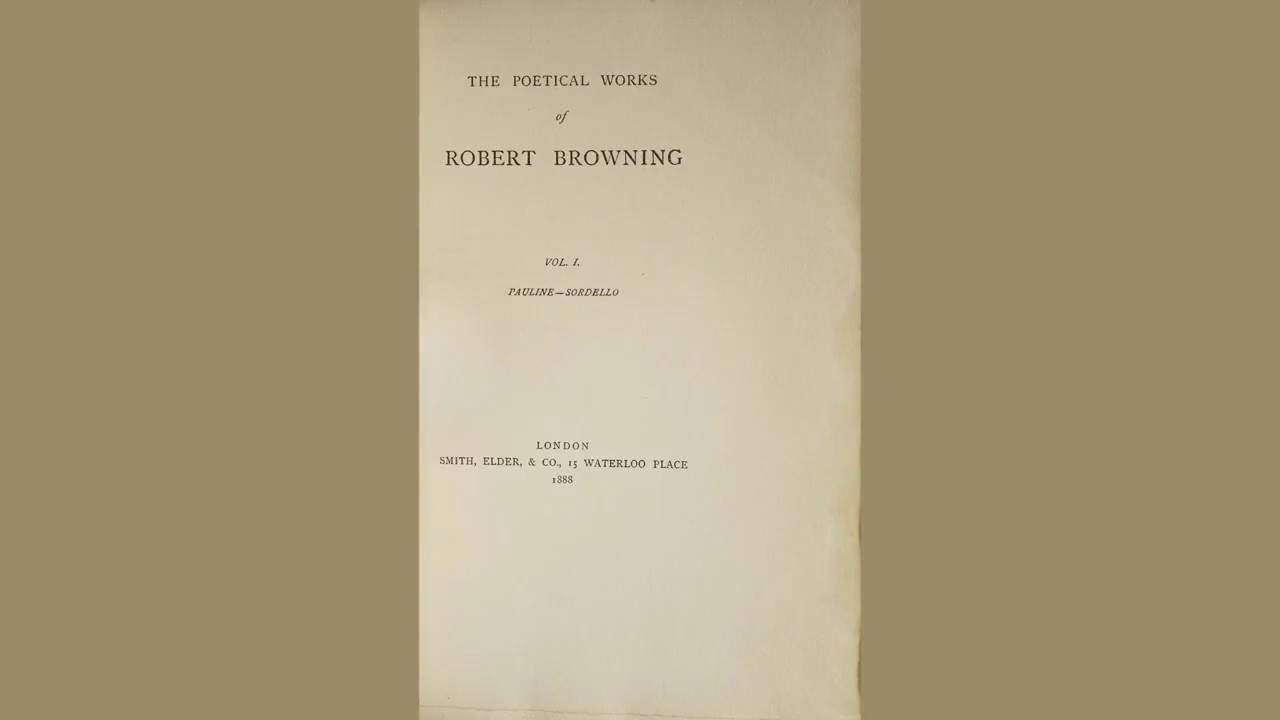 THE POETICAL WORKS
of
ROBERT BROWNING
VOL. I.
PAULINE—SORDELLO
LONDON
SMITH, ELDER, & CO., 15 WATERLOO PLACE
1888